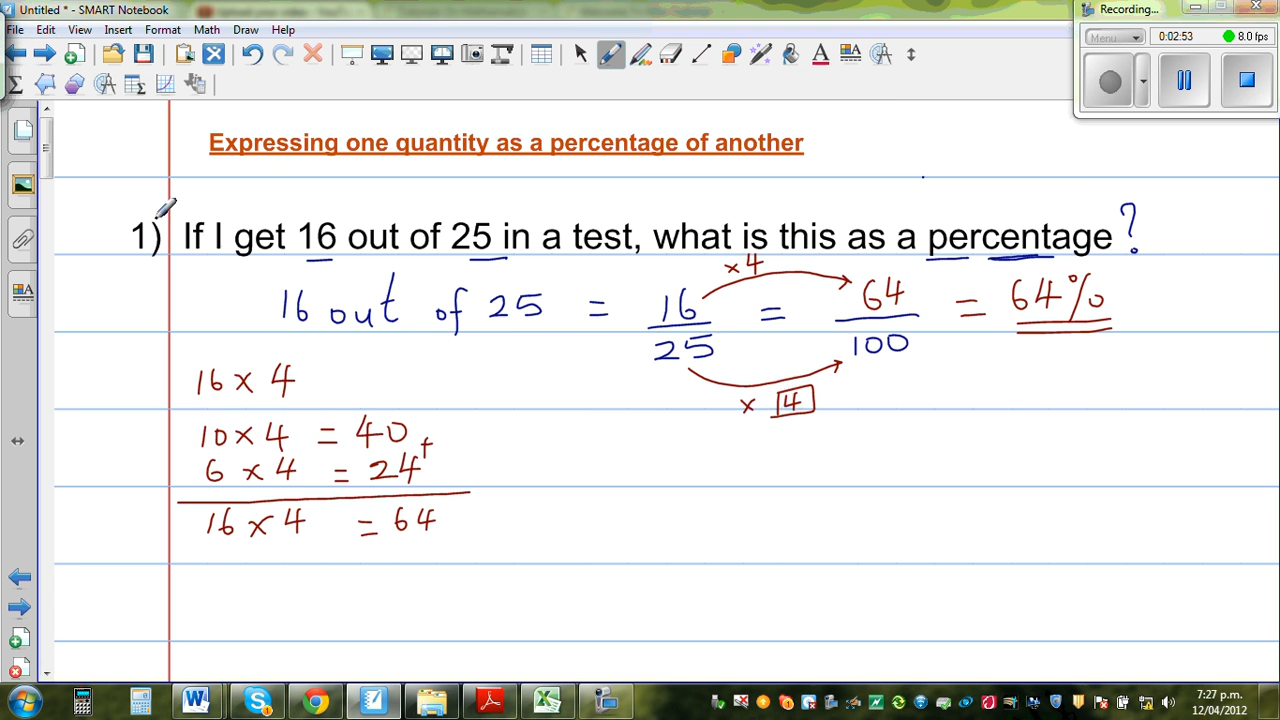 Untitled * - SMART Notebook
Recording...
File Edit View Insert Format Math Draw Help
Menu 0:02:53 8.0 fps
Expressing one quantity as a percentage of another
1) If I get 16 out of 25 in a test, what is this as a percentage?
x4
16 out of 25 = 16/25 = 64/100 = 64%
x 4
16 x 4
10 x 4 = 40
+
6 x 4 = 24
16 x 4 = 64
7:27 p.m.
12/04/2012